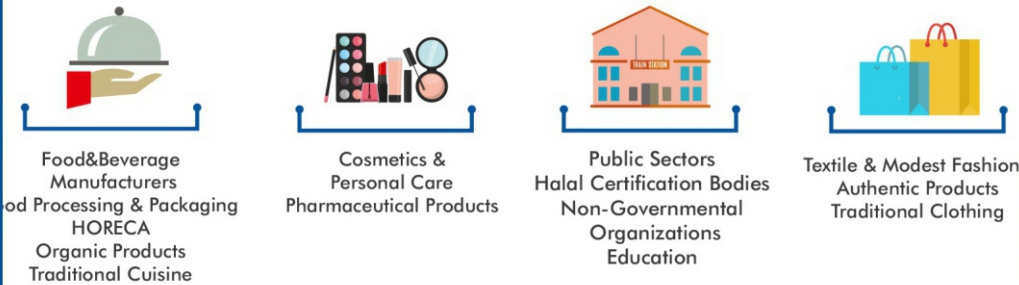 TRAIN STATION
Food&Beverage
Manufacturers
ood Processing & Packaging
HORECA
Organic Products
Traditional Cuisine
Cosmetics &
Personal Care
Pharmaceutical Products
Public Sectors
Halal Certification Bodies
Non-Governmental
Organizations
Education
Textile & Modest Fashion
Authentic Products
Traditional Clothing